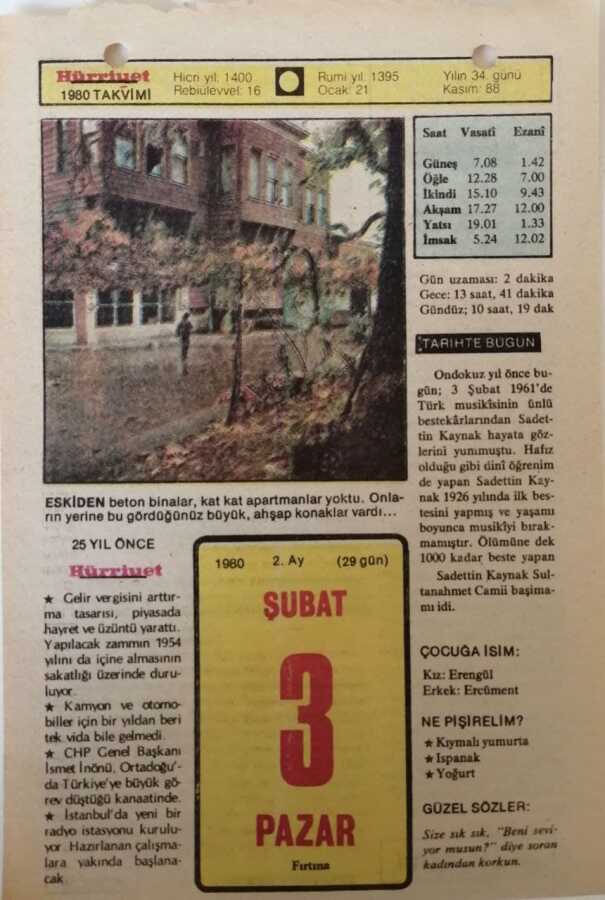 Hürriyet
1980 TAKVİMİ
Hicri yıl: 1400
Rebiulevvel: 16
Rumi yıl: 1395
Ocak: 21
Yılın 34. günü
Kasım: 88
Saat Vasatî Ezanî
Güneş 7.08 1.42
Öğle 12.28 7.00
İkindi 15.10 9.43
Akşam 17.27 12.00
Yatsı 19.01 1.33
İmsak 5.24 12.02
Gün uzaması: 2 dakika
Gece: 13 saat, 41 dakika
Gündüz; 10 saat, 19 dak
TARİHTE BUGÜN
Ondokuz yıl önce bu-
gün; 3 Şubat 1961'de
Türk musikîsinin ünlü
bestekârlarından Sadet-
tin Kaynak hayata göz-
lerini yummuştu. Hafız
olduğu gibi dinî öğrenim
de yapan Sadettin Kay-
nak 1926 yılında ilk bes-
tesini yapmış ve yaşamı
boyunca musikîyi bırak-
mamıştır. Ölümüne dek
1000 kadar beste yapan
Sadettin Kaynak Sul-
tanahmet Camii başima-
mı idi.
ESKİDEN beton binalar, kat kat apartmanlar yoktu. Onla-
rın yerine bu gördüğünüz büyük, ahşap konaklar vardı...
25 YIL ÖNCE
Hürriyet
★ Gelir vergisini arttır-
ma tasarısı, piyasada
hayret ve üzüntü yarattı.
Yapılacak zammın 1954
yılını da içine almasının
sakatlığı üzerinde duru-
luyor.
★ Kamyon ve otomo-
biller için bir yıldan beri
tek vida bile gelmedi.
★ CHP Genel Başkanı
İsmet İnönü, Ortadoğu'-
da Türkiye'ye büyük gö-
rev düştüğü kanaatinde.
★ İstanbul'da yeni bir
radyo istasyonu kurulu-
yor. Hazırlanan çalışma-
lara yakında başlana-
cak.
1980 2. Ay (29 gün)
ŞUBAT
3
PAZAR
Fırtına
ÇOCUĞA İSİM:
Kız: Erengül
Erkek: Ercüment
NE PİŞİRELİM?
★ Kıymalı yumurta
★ Ispanak
★ Yoğurt
GÜZEL SÖZLER:
Size sık sık, "Beni sevi-
yor musun?" diye soran
kadından korkun.